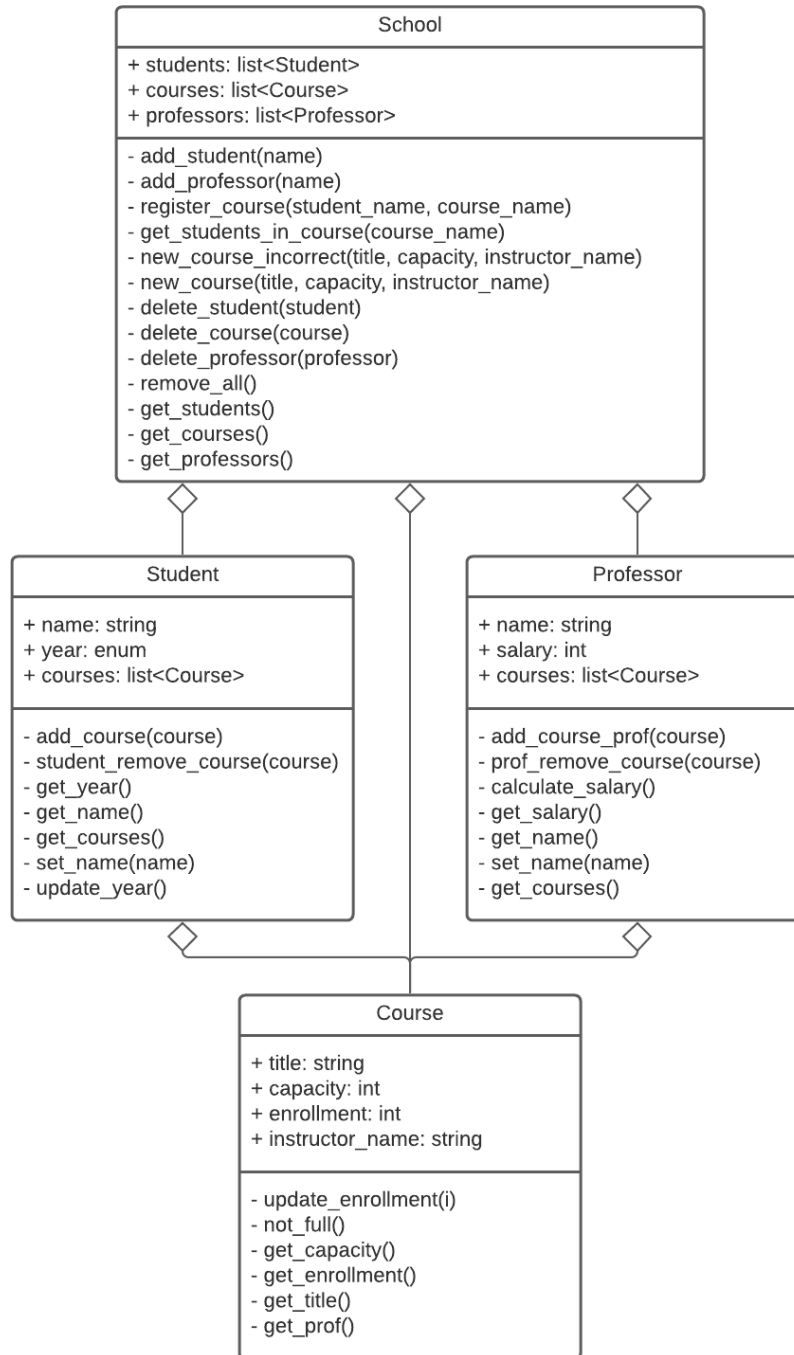 School
+ students: list<Student>
+ courses: list<Course>
+ professors: list<Professor>
- add_student(name)
- add_professor(name)
- register_course(student_name, course_name)
- get_students_in_course(course_name)
- new_course_incorrect(title, capacity, instructor_name)
- new_course(title, capacity, instructor_name)
- delete_student(student)
- delete_course(course)
- delete_professor(professor)
- remove_all()
- get_students()
- get_courses()
- get_professors()
Student
+ name: string
+ year: enum
+ courses: list<Course>
- add_course(course)
- student_remove_course(course)
- get_year()
- get_name()
- get_courses()
- set_name(name)
- update_year()
Professor
+ name: string
+ salary: int
+ courses: list<Course>
- add_course_prof(course)
- prof_remove_course(course)
- calculate_salary()
- get_salary()
- get_name()
- set_name(name)
- get_courses()
Course
+ title: string
+ capacity: int
+ enrollment: int
+ instructor_name: string
- update_enrollment(i)
- not_full()
- get_capacity()
- get_enrollment()
- get_title()
- get_prof()